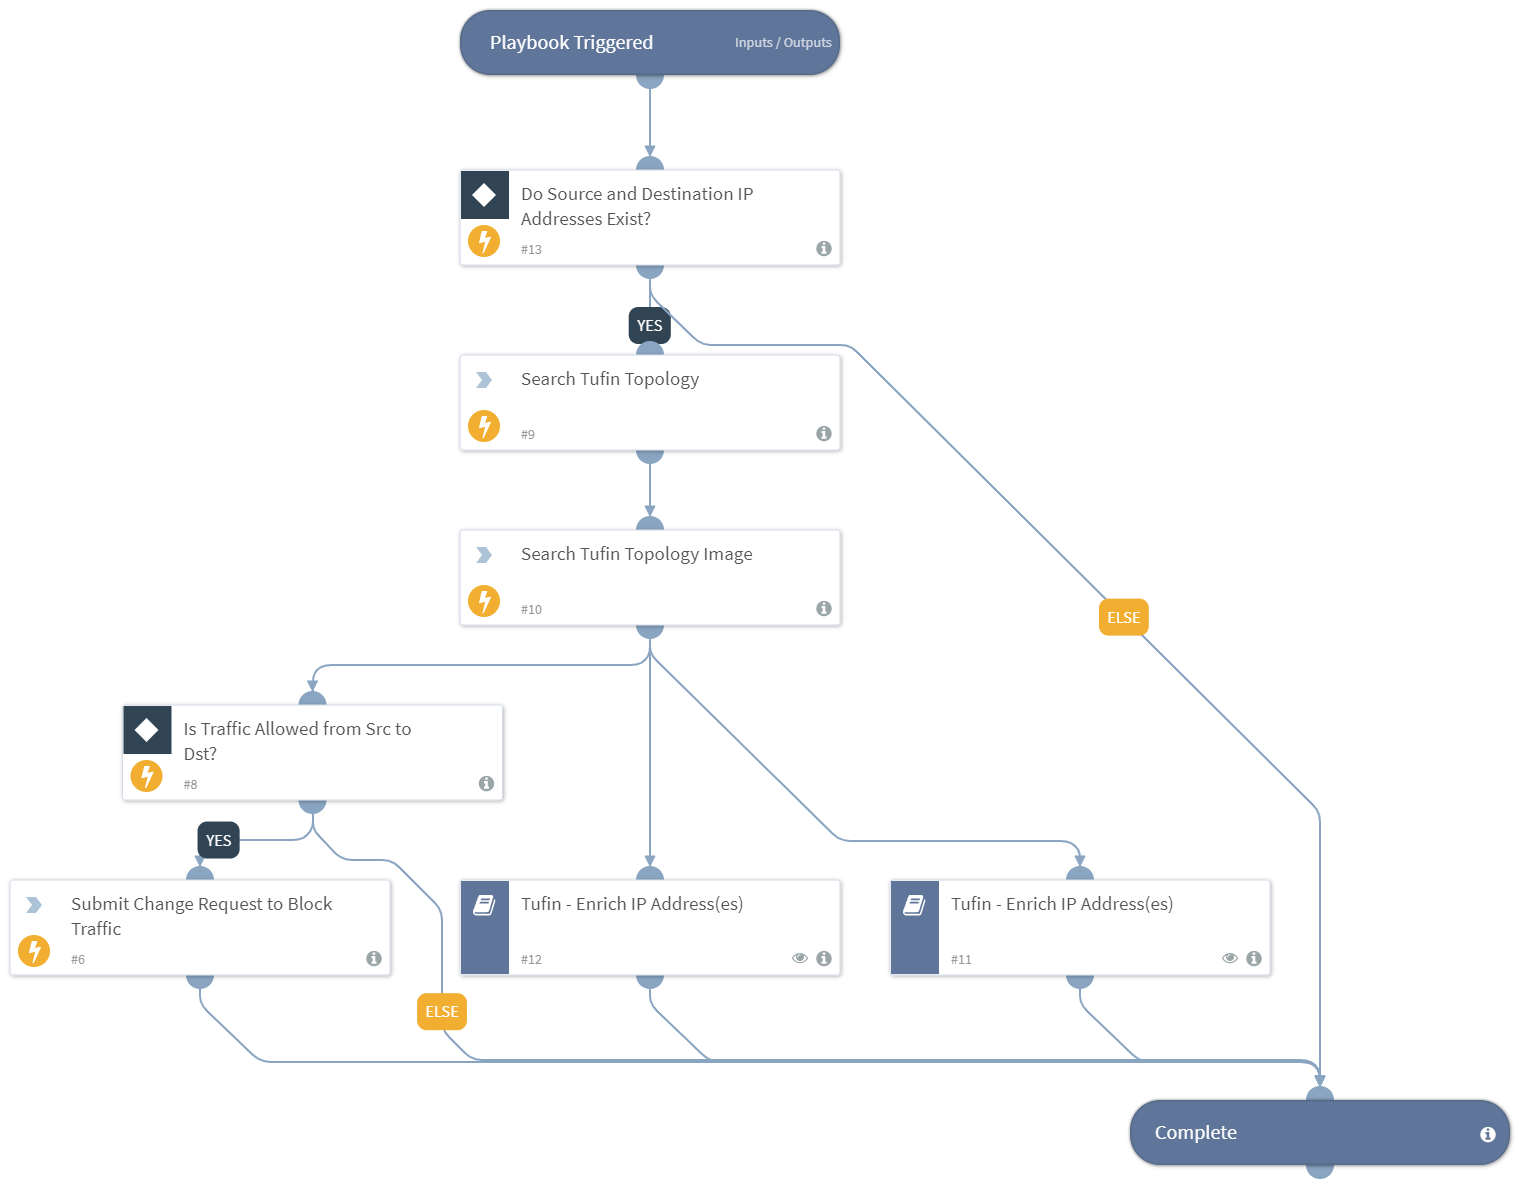 Playbook Triggered
Inputs / Outputs
Do Source and Destination IP
Addresses Exist?
#13
YES
Search Tufin Topology
#9
Search Tufin Topology Image
#10
ELSE
Is Traffic Allowed from Src to
Dst?
#8
YES
Submit Change Request to Block
Traffic
#6
Tufin - Enrich IP Address(es)
#12
Tufin - Enrich IP Address(es)
#11
ELSE
Complete